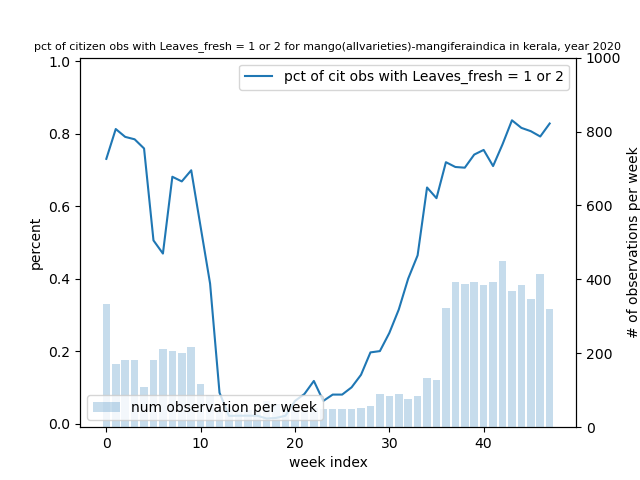 pct of citizen obs with Leaves_fresh = 1 or 2 for mango(allvarieties)-mangiferaindica in kerala, year 2020
pct of cit obs with Leaves_fresh = 1 or 2
1.0
0.8
0.6
0.4
0.2
0.0
percent
1000
800
600
400
200
0
# of observations per week
num observation per week
0 10 20 30 40
week index